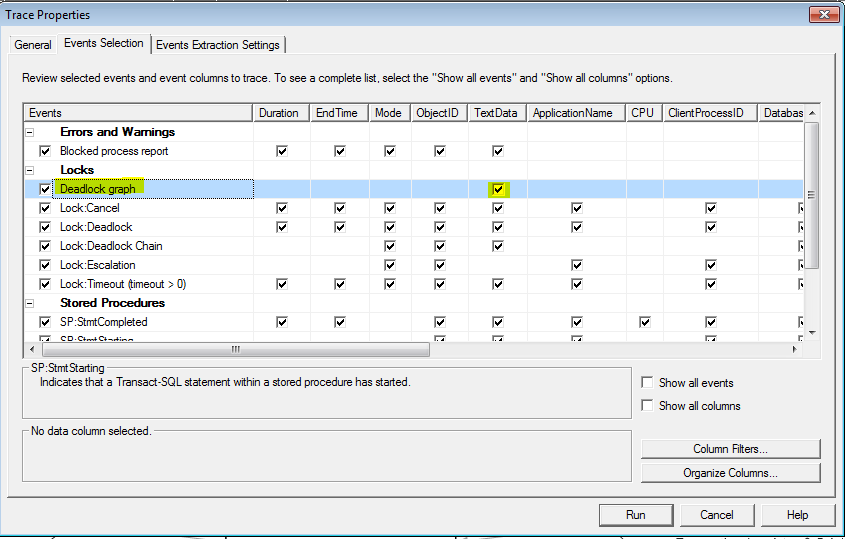 Trace Properties
General Events Selection Events Extraction Settings
Review selected events and event columns to trace. To see a complete list, select the "Show all events" and "Show all columns" options.
Events Duration EndTime Mode ObjectID TextData ApplicationName CPU ClientProcessID Databas
Errors and Warnings
Blocked process report
Locks
Deadlock graph
Lock:Cancel
Lock:Deadlock
Lock:Deadlock Chain
Lock:Escalation
Lock:Timeout (timeout > 0)
Stored Procedures
SP:StmtCompleted
SP:StmtStarting
SP:StmtStarting
Indicates that a Transact-SQL statement within a stored procedure has started.
Show all events
Show all columns
No data column selected.
Column Filters...
Organize Columns...
Run Cancel Help